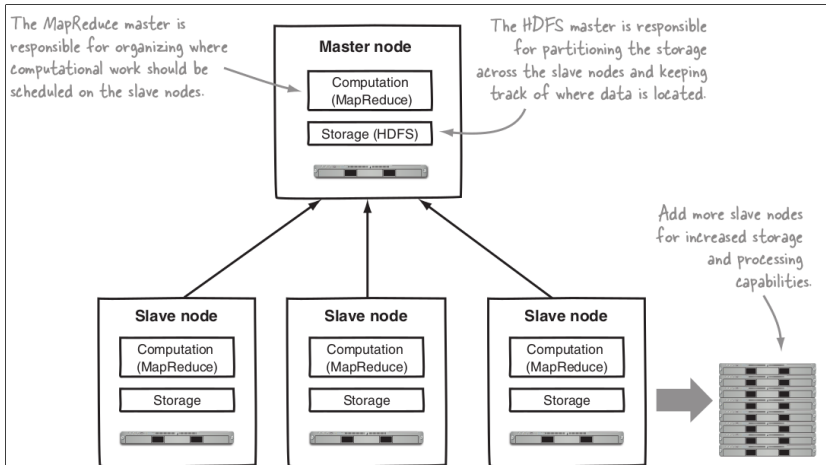 The MapReduce master is
responsible for organizing where
computational work should be
scheduled on the slave nodes.
Master node
Computation
(MapReduce)
Storage (HDFS)
The HDFS master is responsible
for partitioning the storage
across the slave nodes and keeping
track of where data is located.
Add more slave nodes
for increased storage
and processing
capabilities.
Slave node
Computation
(MapReduce)
Storage
Slave node
Computation
(MapReduce)
Storage
Slave node
Computation
(MapReduce)
Storage